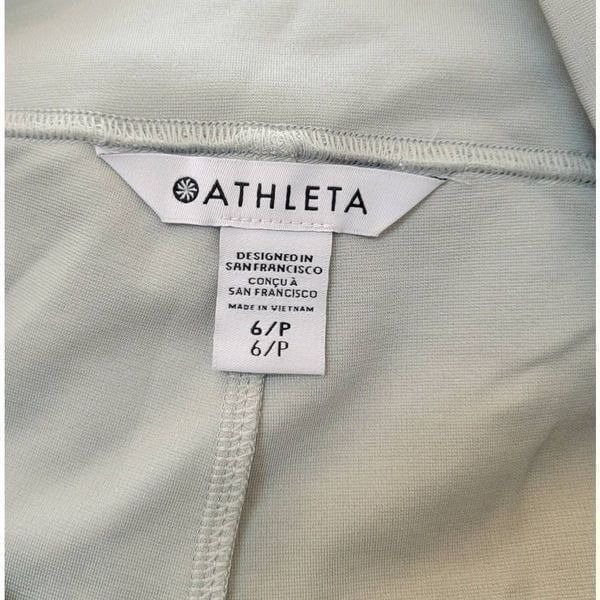 ATHLETA
DESIGNED IN
SAN FRANCISCO
CONÇU À
SAN FRANCISCO
MADE IN VIETNAM
6/P
6/P